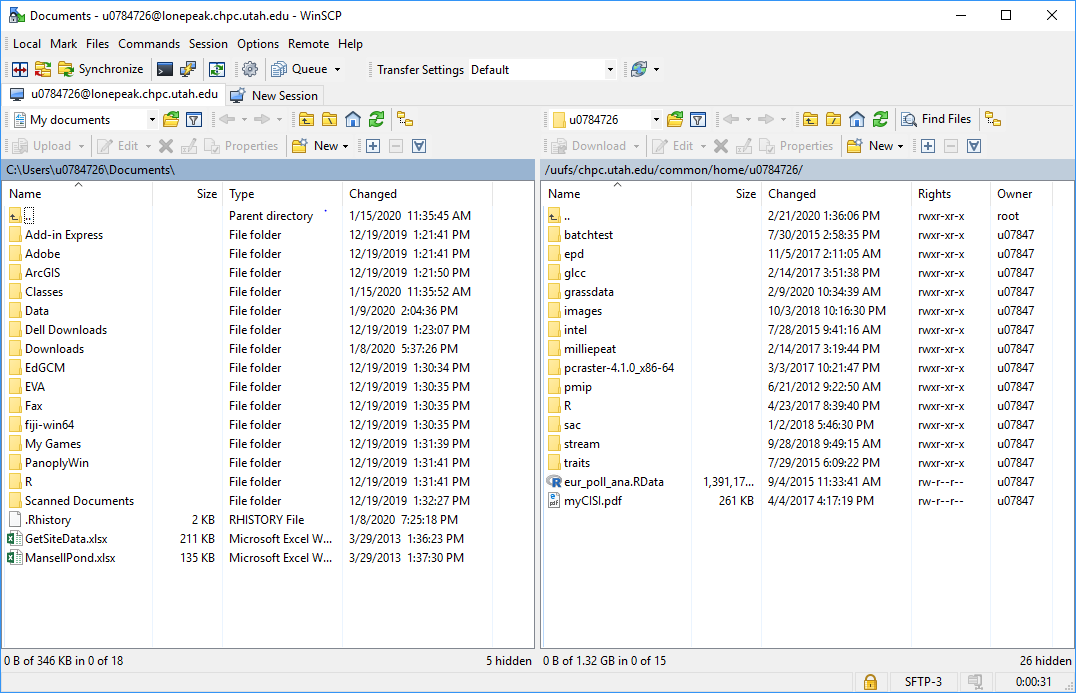 Documents - u0784726@lonepeak.chpc.utah.edu - WinSCP
Local Mark Files Commands Session Options Remote Help
Synchronize Queue Transfer Settings Default
u0784726@lonepeak.chpc.utah.edu New Session
My documents
Upload Edit Properties New
C:\Users\u0784726\Documents\
Name Size Type Changed
.. Parent directory 1/15/2020 11:35:45 AM
Add-in Express File folder 12/19/2019 1:21:41 PM
Adobe File folder 12/19/2019 1:21:41 PM
ArcGIS File folder 12/19/2019 1:21:50 PM
Classes File folder 1/15/2020 11:35:52 AM
Data File folder 1/9/2020 2:04:36 PM
Dell Downloads File folder 12/19/2019 1:23:07 PM
Downloads File folder 1/8/2020 5:37:26 PM
EdGCM File folder 12/19/2019 1:30:34 PM
EVA File folder 12/19/2019 1:30:35 PM
Fax File folder 12/19/2019 1:30:35 PM
fiji-win64 File folder 12/19/2019 1:30:35 PM
My Games File folder 12/19/2019 1:31:39 PM
PanoplyWin File folder 12/19/2019 1:31:41 PM
R File folder 12/19/2019 1:31:41 PM
Scanned Documents File folder 12/19/2019 1:32:27 PM
.Rhistory 2 KB RHISTORY File 1/8/2020 7:25:18 PM
GetSiteData.xlsx 211 KB Microsoft Excel W... 3/29/2013 1:36:23 PM
MansellPond.xlsx 135 KB Microsoft Excel W... 3/29/2013 1:37:30 PM
0 B of 346 KB in 0 of 18 5 hidden
u0784726 Find Files
Download Edit Properties New
/uufs/chpc.utah.edu/common/home/u0784726/
Name Size Changed Rights Owner
.. 2/21/2020 1:36:06 PM rwxr-xr-x root
batchtest 7/30/2015 2:58:35 PM rwxr-xr-x u07847
epd 11/5/2017 2:11:05 AM rwxr-xr-x u07847
glcc 2/14/2017 3:51:38 PM rwxr-xr-x u07847
grassdata 2/9/2020 10:34:39 AM rwxr-xr-x u07847
images 10/3/2018 10:16:30 PM rwxr-xr-x u07847
intel 7/28/2015 9:41:16 AM rwxr-xr-x u07847
milliepeat 2/14/2017 3:19:44 PM rwxr-xr-x u07847
pcraster-4.1.0_x86-64 3/3/2017 10:21:47 PM rwxr-xr-x u07847
pmip 6/21/2012 9:22:50 AM rwxr-xr-x u07847
R 4/23/2017 8:39:40 PM rwxr-xr-x u07847
sac 1/2/2018 5:46:30 PM rwxr-xr-x u07847
stream 9/28/2018 9:49:15 AM rwxr-xr-x u07847
traits 7/29/2015 6:09:22 PM rwxr-xr-x u07847
eur_poll_ana.RData 1,391,17... 9/4/2015 11:33:41 AM rw-r--r-- u07847
myCISI.pdf 261 KB 4/4/2017 4:17:19 PM rw-r--r-- u07847
0 B of 1.32 GB in 0 of 15 26 hidden
SFTP-3 0:00:31